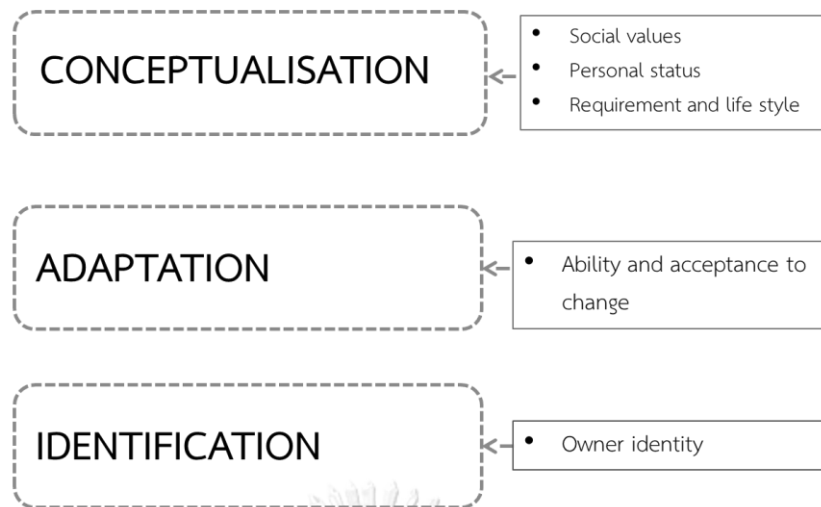 CONCEPTUALISATION
• Social values
• Personal status
• Requirement and life style
ADAPTATION
• Ability and acceptance to
change
IDENTIFICATION
• Owner identity